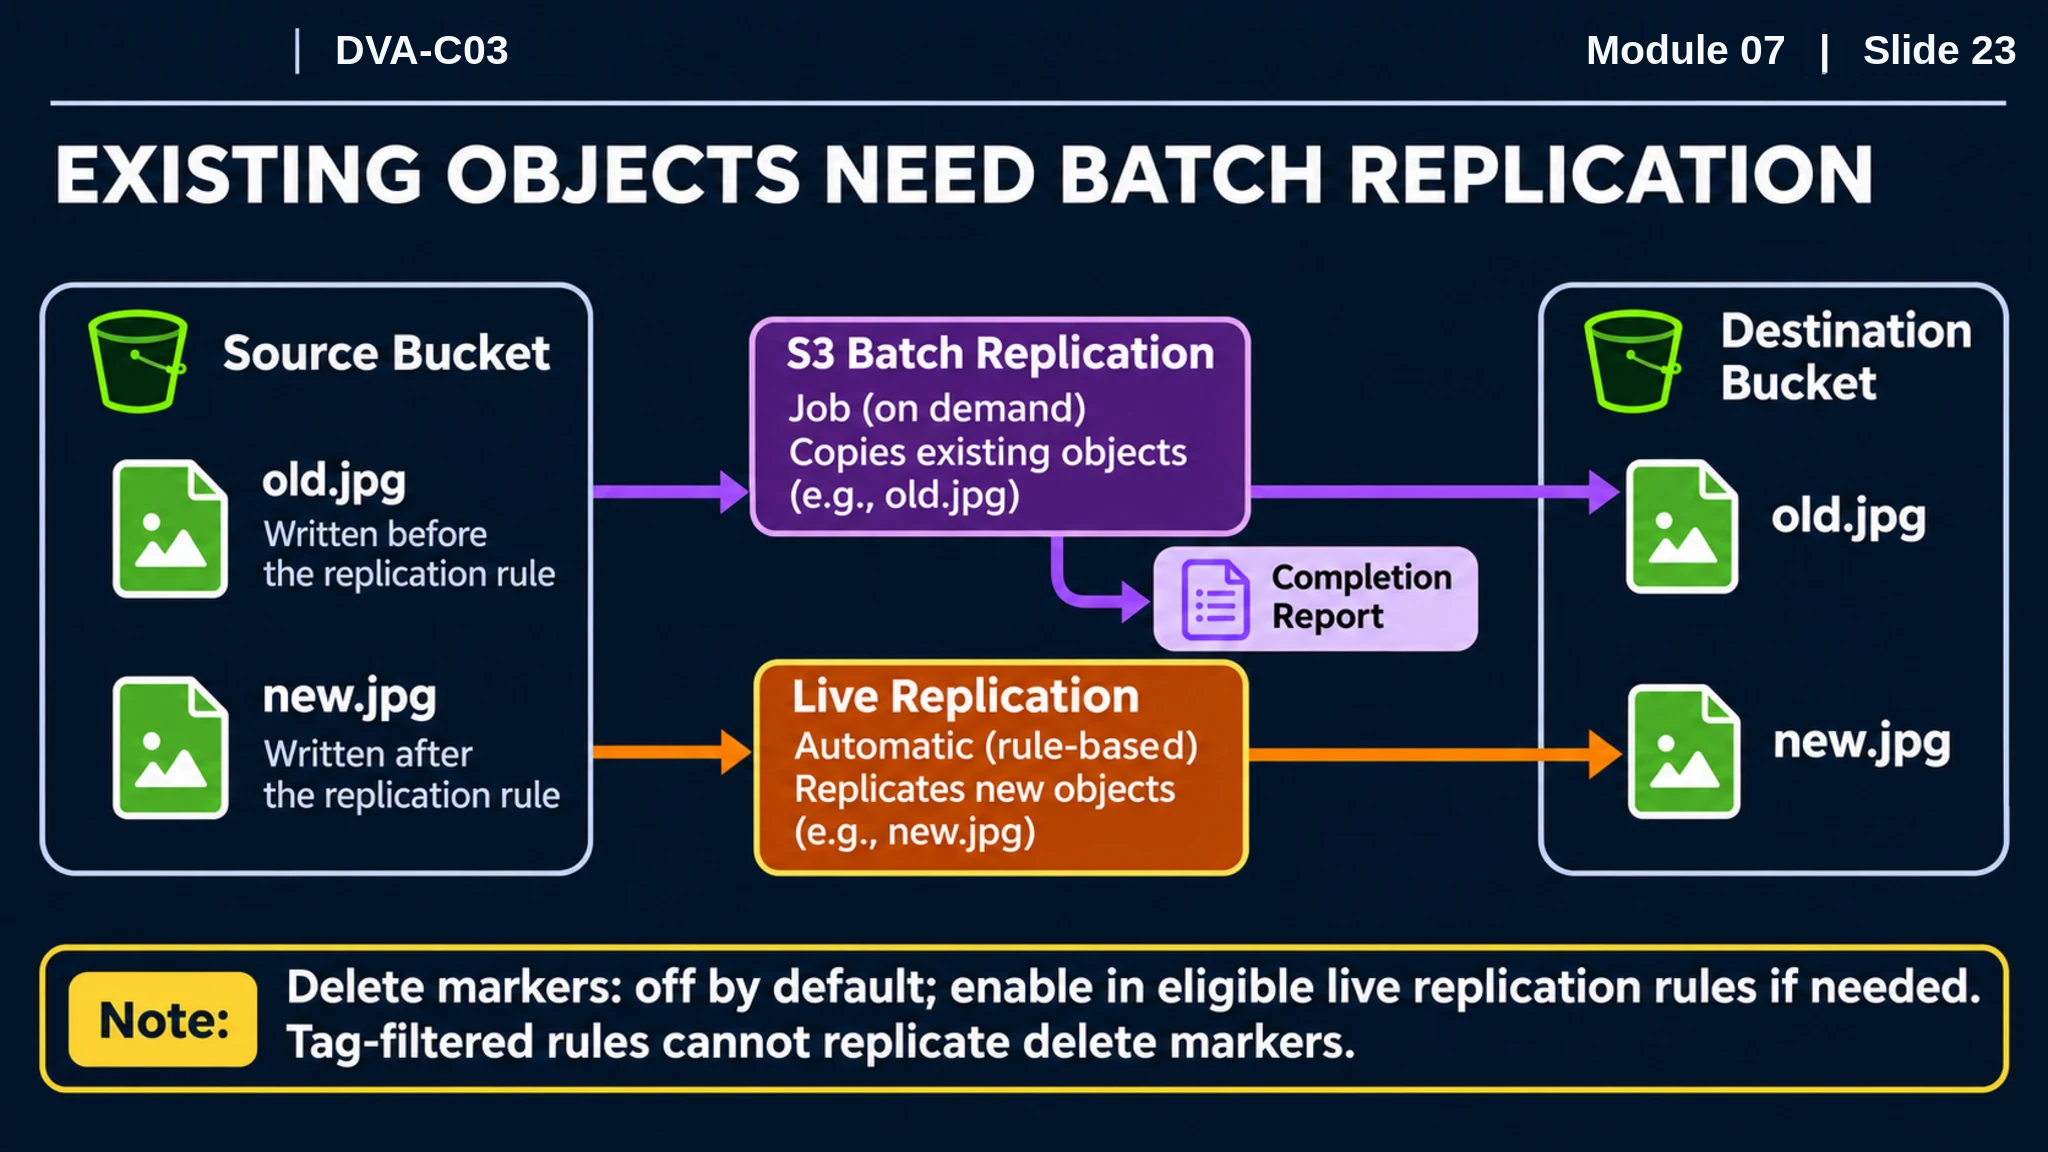 | DVA-C03
Module 07 | Slide 23
EXISTING OBJECTS NEED BATCH REPLICATION
Source Bucket
old.jpg
Written before
the replication rule
new.jpg
Written after
the replication rule
S3 Batch Replication
Job (on demand)
Copies existing objects
(e.g., old.jpg)
Completion
Report
Live Replication
Automatic (rule-based)
Replicates new objects
(e.g., new.jpg)
Destination
Bucket
old.jpg
new.jpg
Note:
Delete markers: off by default; enable in eligible live replication rules if needed.
Tag-filtered rules cannot replicate delete markers.